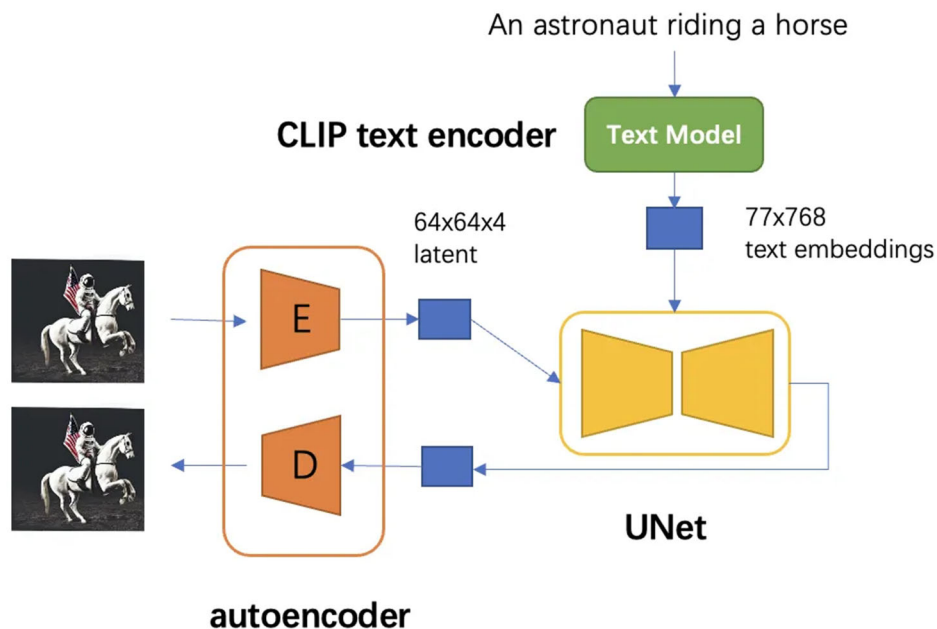 An astronaut riding a horse
CLIP text encoder
Text Model
64x64x4
latent
77x768
text embeddings
E
D
UNet
autoencoder